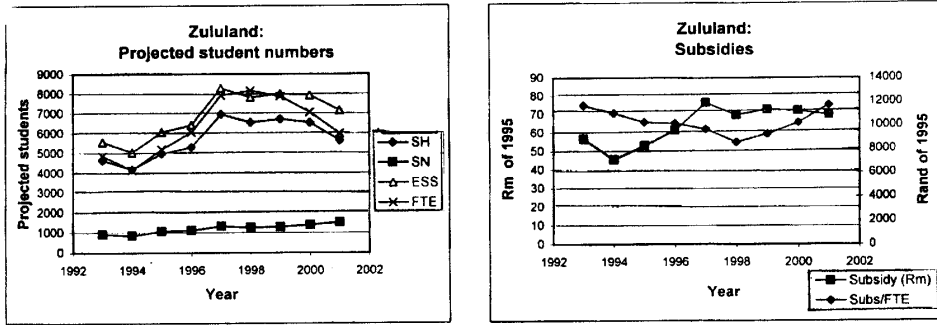 Zululand:
Projected student numbers
9000
8000
7000
6000
5000
4000
3000
2000
1000
0
Projected students
1992
1994
1996
1998
2000
2002
Year
SH
SN
ESS
FTE
Zululand:
Subsidies
90
80
70
60
50
40
30
20
10
0
Rm of 1995
14000
12000
10000
8000
6000
4000
2000
0
Rand of 1995
1992
1994
1996
1998
2000
2002
Year
Subsidy (Rm)
Subs/FTE